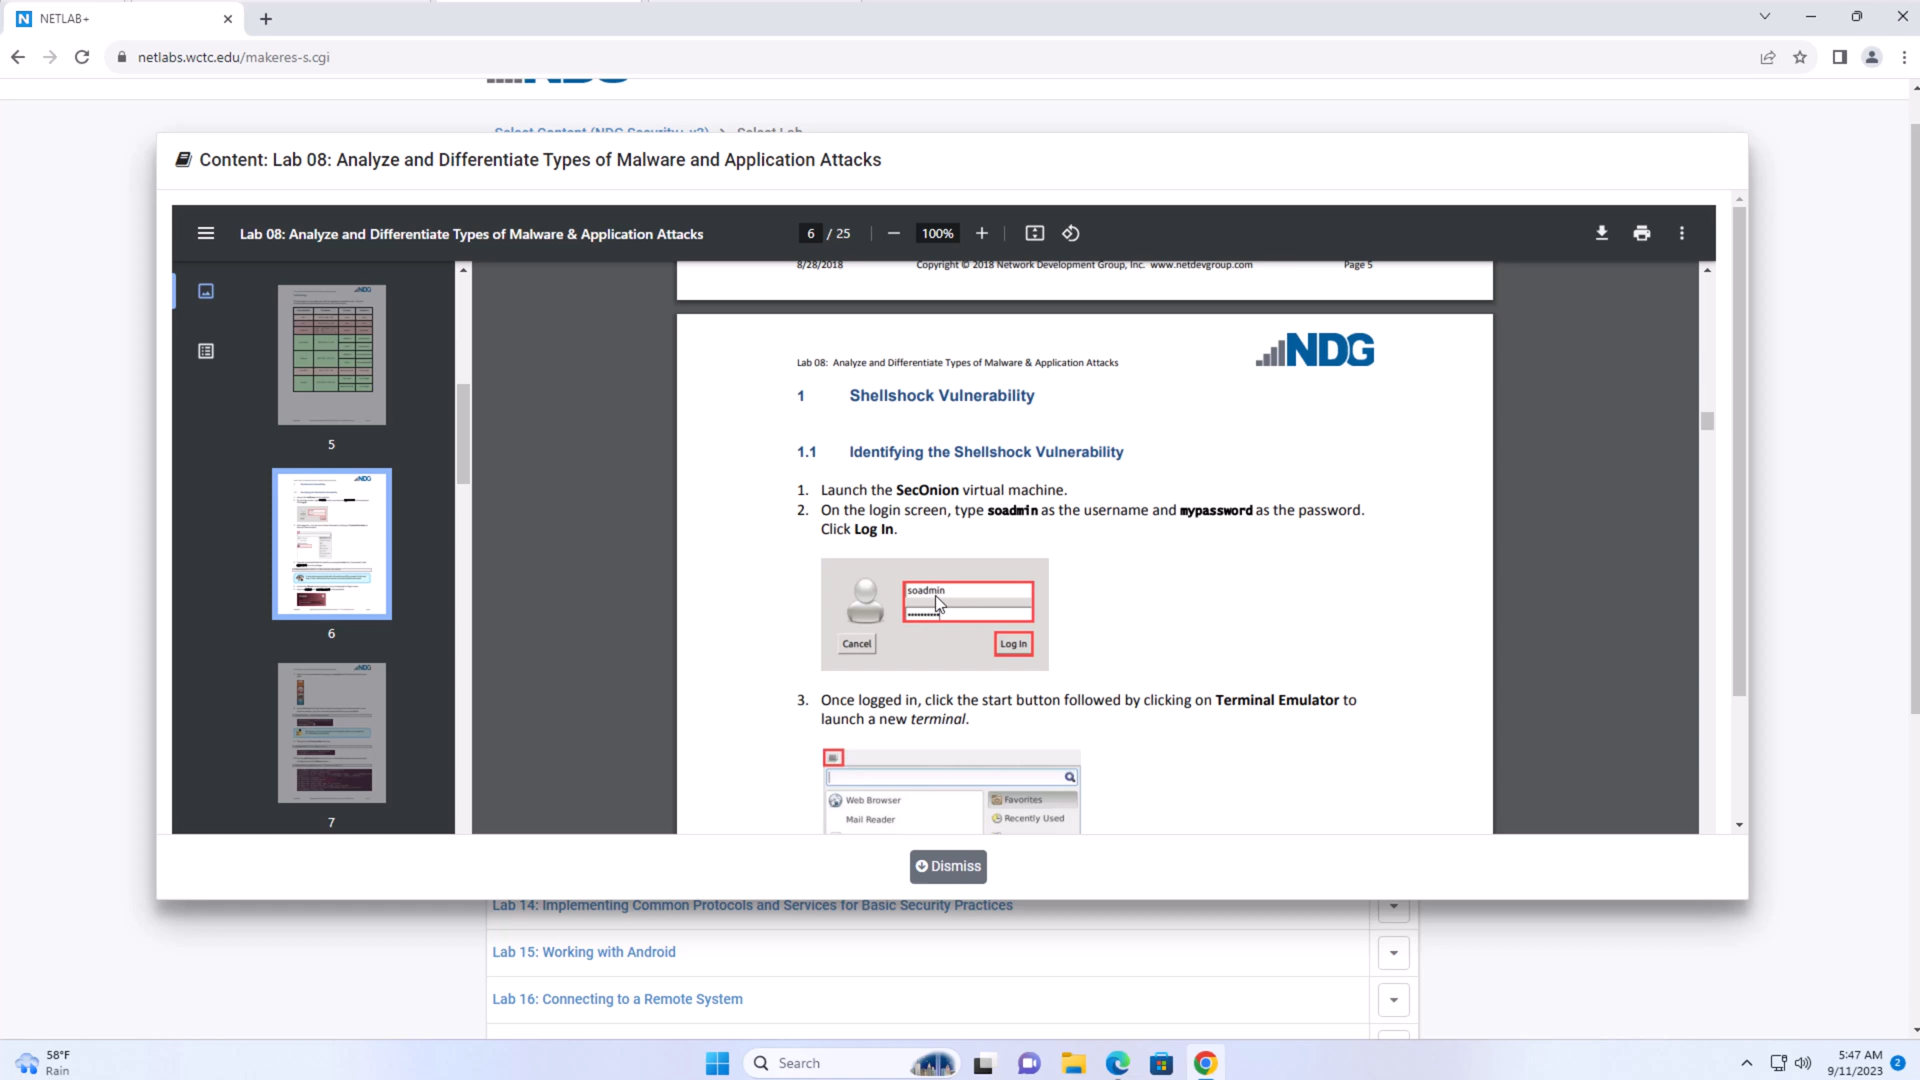 NETLAB+
netlabs.wctc.edu/makeres-s.cgi
Select Content (NDG Security, v3) > Select Lab
Content: Lab 08: Analyze and Differentiate Types of Malware and Application Attacks
Lab 08: Analyze and Differentiate Types of Malware & Application Attacks
6 / 25
100%
8/28/2018 Copyright © 2018 Network Development Group, Inc. www.netdevgroup.com Page 5
5
6
7
NDG
Lab 08: Analyze and Differentiate Types of Malware & Application Attacks
1 Shellshock Vulnerability
1.1 Identifying the Shellshock Vulnerability
1. Launch the SecOnion virtual machine.
2. On the login screen, type soadmin as the username and mypassword as the password.
Click Log In.
soadmin
Cancel
Log In
3. Once logged in, click the start button followed by clicking on Terminal Emulator to
launch a new terminal.
Web Browser
Favorites
Mail Reader
Recently Used
Dismiss
Lab 14: Implementing Common Protocols and Services for Basic Security Practices
Lab 15: Working with Android
Lab 16: Connecting to a Remote System
58°F
Rain
Search
5:47 AM
9/11/2023
2